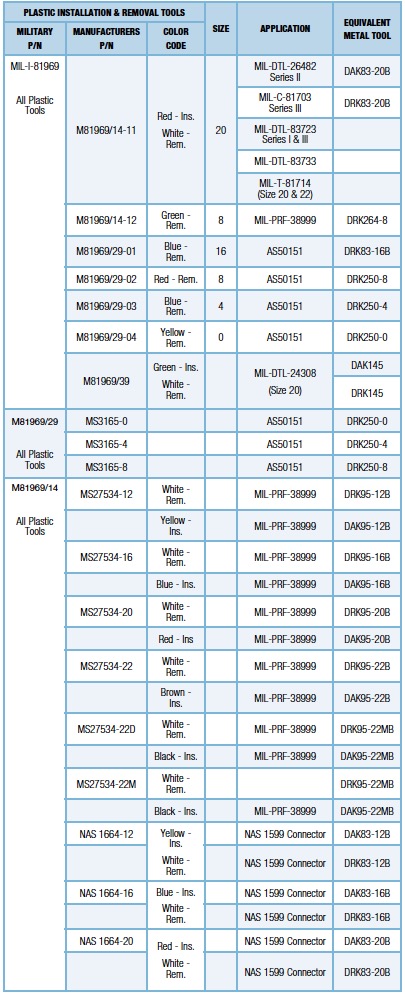 PLASTIC INSTALLATION & REMOVAL TOOLS SIZE APPLICATION EQUIVALENT METAL TOOL
MILITARY P/N MANUFACTURERS P/N COLOR CODE
MIL-I-81969
All Plastic
Tools
M81969/14-11
Red - Ins.
White -
Rem.
20
MIL-DTL-26482
Series II
DAK83-20B
MIL-C-81703
Series III
DRK83-20B
MIL-DTL-83723
Series I & III
MIL-DTL-83733
MIL-T-81714
(Size 20 & 22)
M81969/14-12 Green - Rem. 8 MIL-PRF-38999 DRK264-8
M81969/29-01 Blue - Rem. 16 AS50151 DRK83-16B
M81969/29-02 Red - Rem. 8 AS50151 DRK250-8
M81969/29-03 Blue - Rem. 4 AS50151 DRK250-4
M81969/29-04 Yellow - Rem. 0 AS50151 DRK250-0
M81969/39
Green - Ins.
White -
Rem.
MIL-DTL-24308
(Size 20)
DAK145
DRK145
M81969/29
All Plastic
Tools
MS3165-0 AS50151 DRK250-0
MS3165-4 AS50151 DRK250-4
MS3165-8 AS50151 DRK250-8
M81969/14
All Plastic
Tools
MS27534-12 White - Rem. MIL-PRF-38999 DRK95-12B
Yellow - Ins. MIL-PRF-38999 DAK95-12B
MS27534-16 White - Rem. MIL-PRF-38999 DRK95-16B
Blue - Ins. MIL-PRF-38999 DAK95-16B
MS27534-20 White - Rem. MIL-PRF-38999 DRK95-20B
Red - Ins MIL-PRF-38999 DAK95-20B
MS27534-22 White - Rem. MIL-PRF-38999 DRK95-22B
Brown - Ins. MIL-PRF-38999 DAK95-22B
MS27534-22D White - Rem. MIL-PRF-38999 DRK95-22MB
Black - Ins. MIL-PRF-38999 DAK95-22MB
MS27534-22M White - Rem. DRK95-22MB
Black - Ins. MIL-PRF-38999 DAK95-22MB
NAS 1664-12 Yellow - Ins. NAS 1599 Connector DAK83-12B
White - Rem. NAS 1599 Connector DRK83-12B
NAS 1664-16 Blue - Ins. NAS 1599 Connector DAK83-16B
White - Rem. NAS 1599 Connector DRK83-16B
NAS 1664-20 Red - Ins. NAS 1599 Connector DAK83-20B
White - Rem. NAS 1599 Connector DRK83-20B